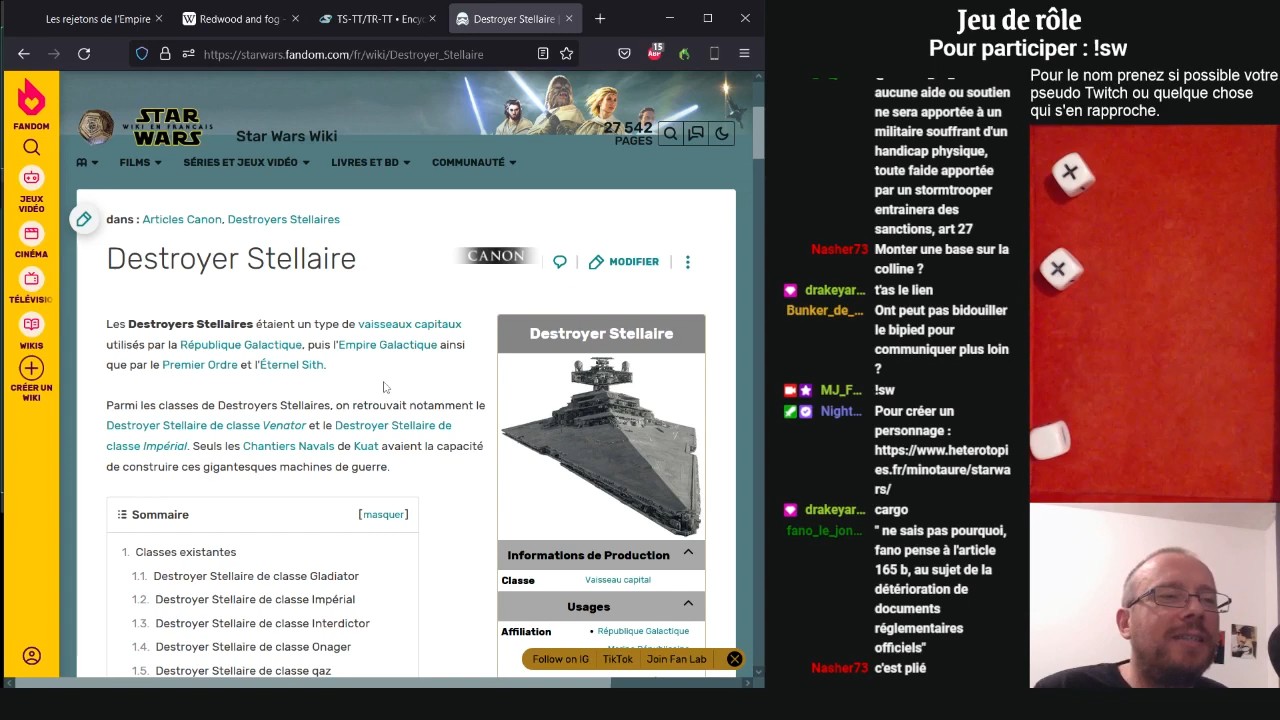 Les rejetons de l'Empire
Redwood and fog -
TS-TT/TR-TT • Ency
Destroyer Stellaire |
https://starwars.fandom.com/fr/wiki/Destroyer_Stellaire
15
FANDOM
JEUX
VIDÉO
CINÉMA
WIKIS
CRÉER UN
WIKI
STAR
WARS
WIKI EN FRANÇAIS
Star Wars Wiki
27 542
PAGES
FILMS
SÉRIES ET JEUX VIDÉO
LIVRES ET BD
COMMUNAUTÉ
dans : Articles Canon, Destroyers Stellaires
Destroyer Stellaire
CANON
MODIFIER
Les Destroyers Stellaires étaient un type de vaisseaux capitaux
utilisés par la République Galactique, puis l'Empire Galactique ainsi
que par le Premier Ordre et l'Éternel Sith.
Parmi les classes de Destroyers Stellaires, on retrouvait notamment le
Destroyer Stellaire de classe Venator et le Destroyer Stellaire de
classe Impérial. Seuls les Chantiers Navals de Kuat avaient la capacité
de construire ces gigantesques machines de guerre.
Sommaire [masquer]
1. Classes existantes
1.1. Destroyer Stellaire de classe Gladiator
1.2. Destroyer Stellaire de classe Impérial
1.3. Destroyer Stellaire de classe Interdictor
1.4. Destroyer Stellaire de classe Onager
1.5. Destroyer Stellaire de classe qaz
Destroyer Stellaire
Informations de Production
Classe Vaisseau capital
Usages
Affiliation • République Galactique
Follow on IG
TikTok
Join Fan Lab
aucune aide ou soutien
ne sera apportée à un
militaire souffrant d'un
handicap physique,
toute faide apportée
par un stormtrooper
entrainera des
sanctions, art 27
Nasher73 Monter une base sur la
colline ?
drakeyar... t'as le lien
Bunker_de_... Ont peut pas bidouiller
le bipied pour
communiquer plus loin
?
MJ_F... !sw
Night... Pour créer un
personnage :
https://www.heterotopi
es.fr/minotaure/starwa
rs/
drakeyar... cargo
fano_le_jon... " ne sais pas pourquoi,
fano pense à l'article
165 b, au sujet de la
détérioration de
documents
réglementaires
officiels"
Nasher73 c'est plié
Jeu de rôle
Pour participer : !sw
Pour le nom prenez si possible votre
pseudo Twitch ou quelque chose
qui s'en rapproche.